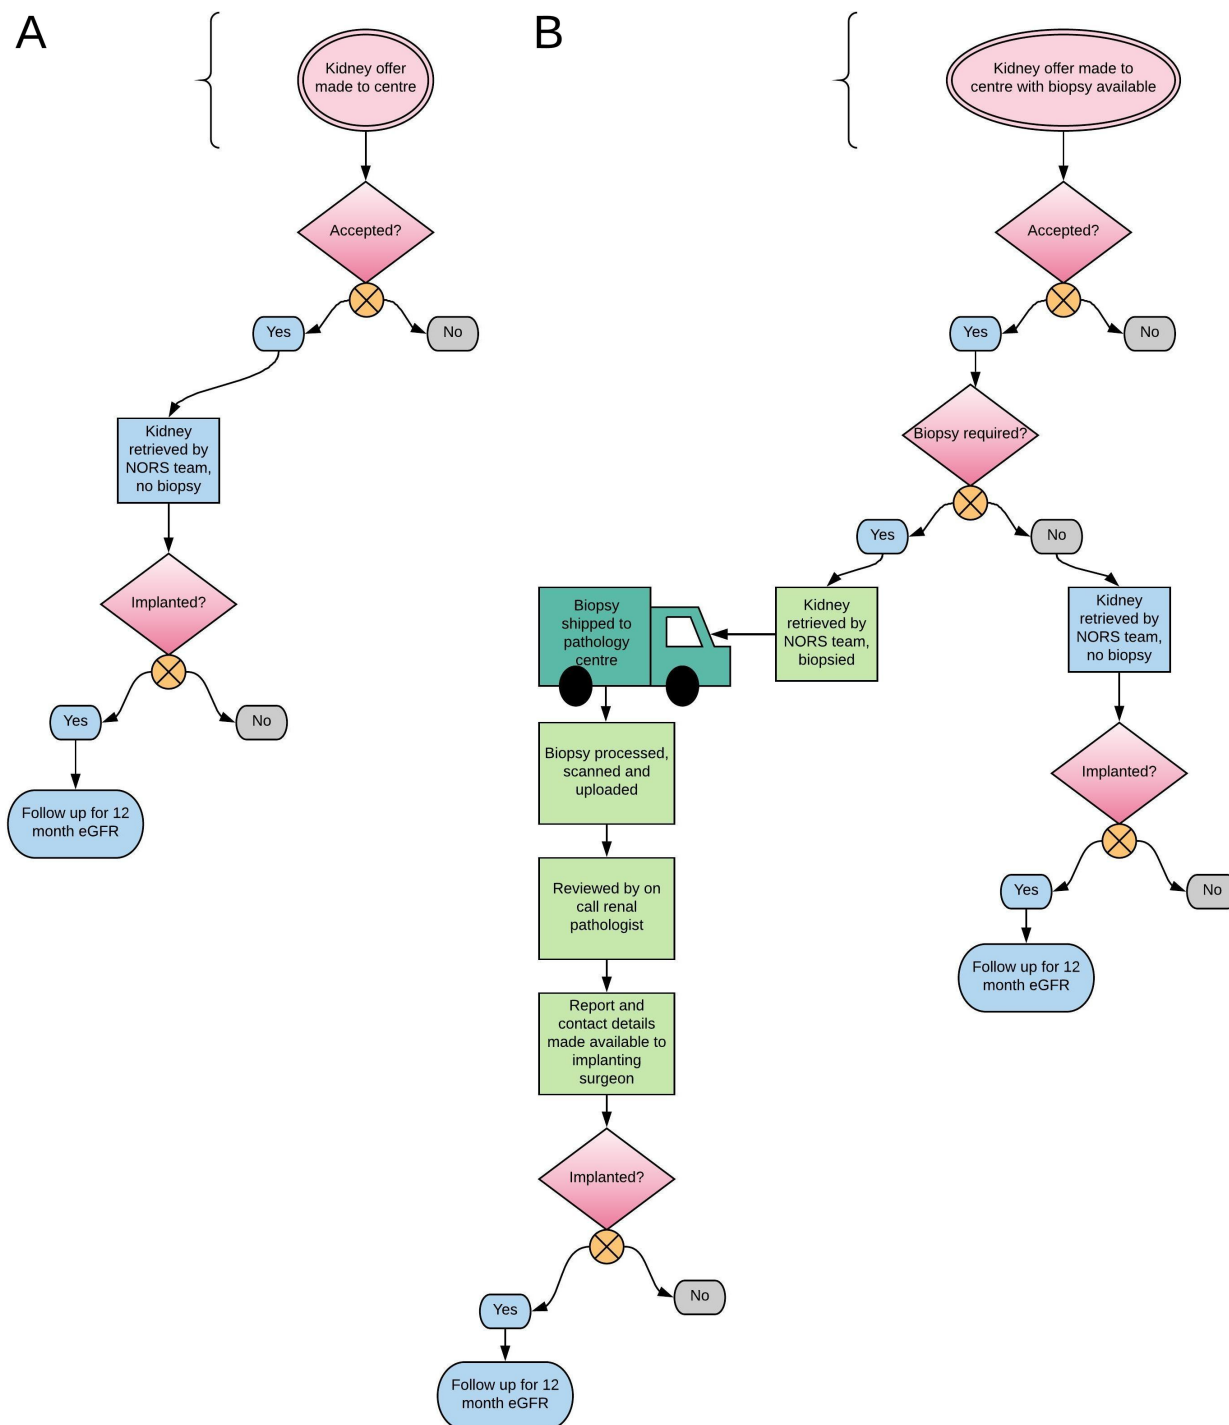 A
Kidney offer
made to centre
Accepted?
Yes
No
Kidney
retrieved by
NORS team,
no biopsy
Implanted?
Yes
No
Follow up for 12
month eGFR
B
Kidney offer made to
centre with biopsy available
Accepted?
Yes
No
Biopsy required?
Yes
No
Kidney
retrieved by
NORS team,
biopsied
Biopsy
shipped to
pathology
centre
Biopsy processed,
scanned and
uploaded
Reviewed by on
call renal
pathologist
Report and
contact details
made available to
implanting
surgeon
Implanted?
Yes
No
Follow up for 12
month eGFR
Kidney
retrieved by
NORS team,
no biopsy
Implanted?
Yes
No
Follow up for 12
month eGFR